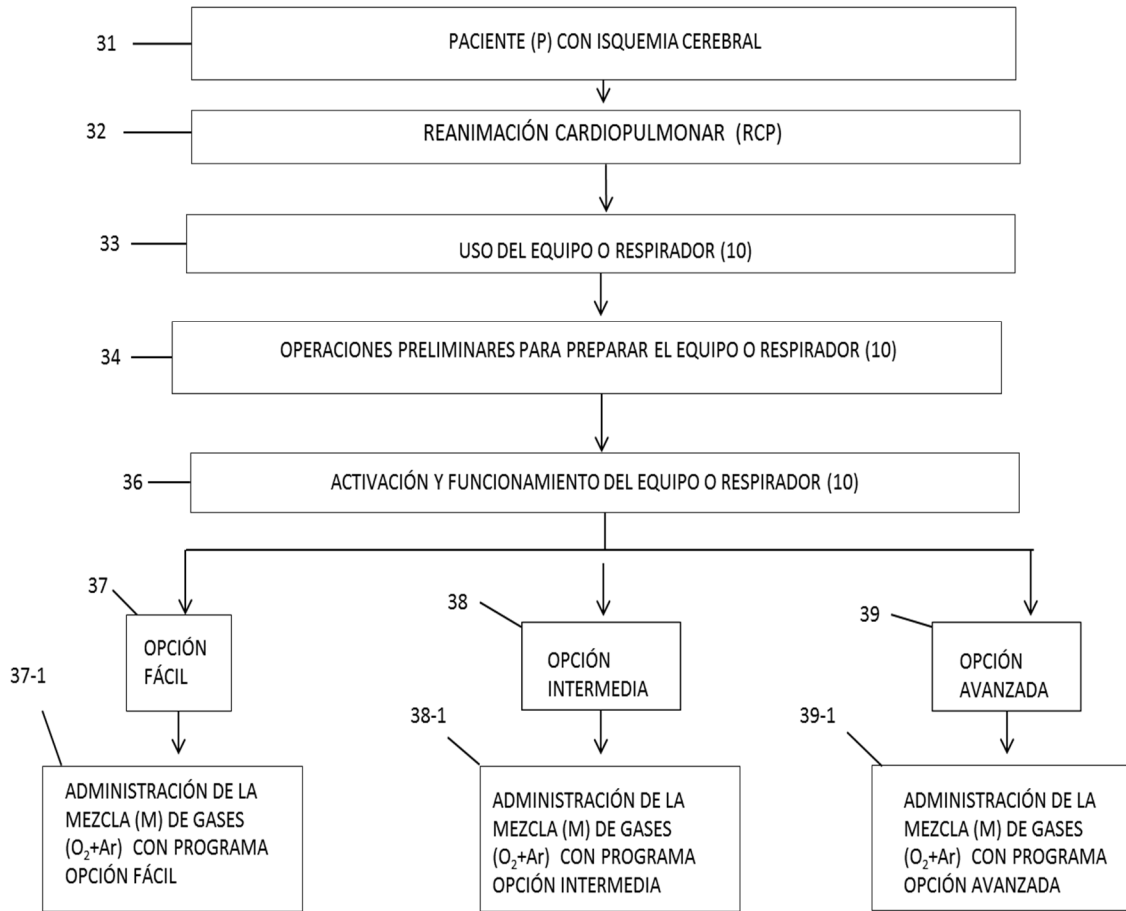 31
PACIENTE (P) CON ISQUEMIA CEREBRAL
32
REANIMACIÓN CARDIOPULMONAR (RCP)
33
USO DEL EQUIPO O RESPIRADOR (10)
34
OPERACIONES PRELIMINARES PARA PREPARAR EL EQUIPO O RESPIRADOR (10)
36
ACTIVACIÓN Y FUNCIONAMIENTO DEL EQUIPO O RESPIRADOR (10)
37
OPCIÓN
FÁCIL
38
OPCIÓN
INTERMEDIA
39
OPCIÓN
AVANZADA
37-1
ADMINISTRACIÓN DE LA
MEZCLA (M) DE GASES
(O₂+Ar) CON PROGRAMA
OPCIÓN FÁCIL
38-1
ADMINISTRACIÓN DE LA
MEZCLA (M) DE GASES
(O₂+Ar) CON PROGRAMA
OPCIÓN INTERMEDIA
39-1
ADMINISTRACIÓN DE LA
MEZCLA (M) DE GASES
(O₂+Ar) CON PROGRAMA
OPCIÓN AVANZADA